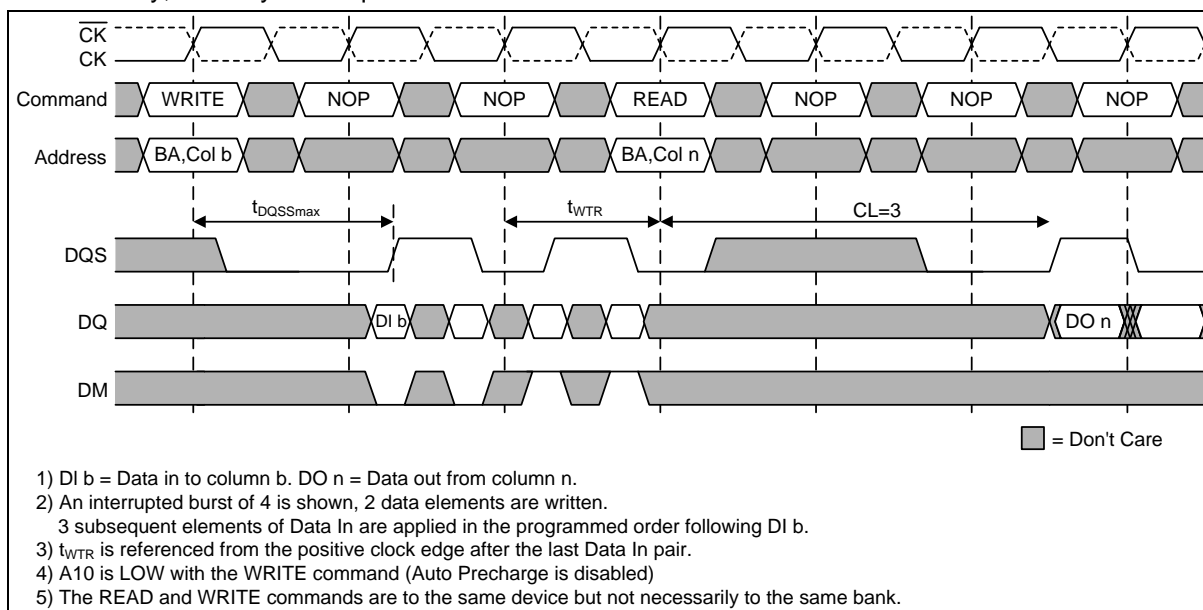 CK
CK
Command
WRITE NOP NOP READ NOP NOP NOP
Address
BA,Col b BA,Col n
tDQSSmax tWTR CL=3
DQS
DQ
DI b DO n
DM
= Don't Care
1) DI b = Data in to column b. DO n = Data out from column n.
2) An interrupted burst of 4 is shown, 2 data elements are written.
3 subsequent elements of Data In are applied in the programmed order following DI b.
3) tWTR is referenced from the positive clock edge after the last Data In pair.
4) A10 is LOW with the WRITE command (Auto Precharge is disabled)
5) The READ and WRITE commands are to the same device but not necessarily to the same bank.